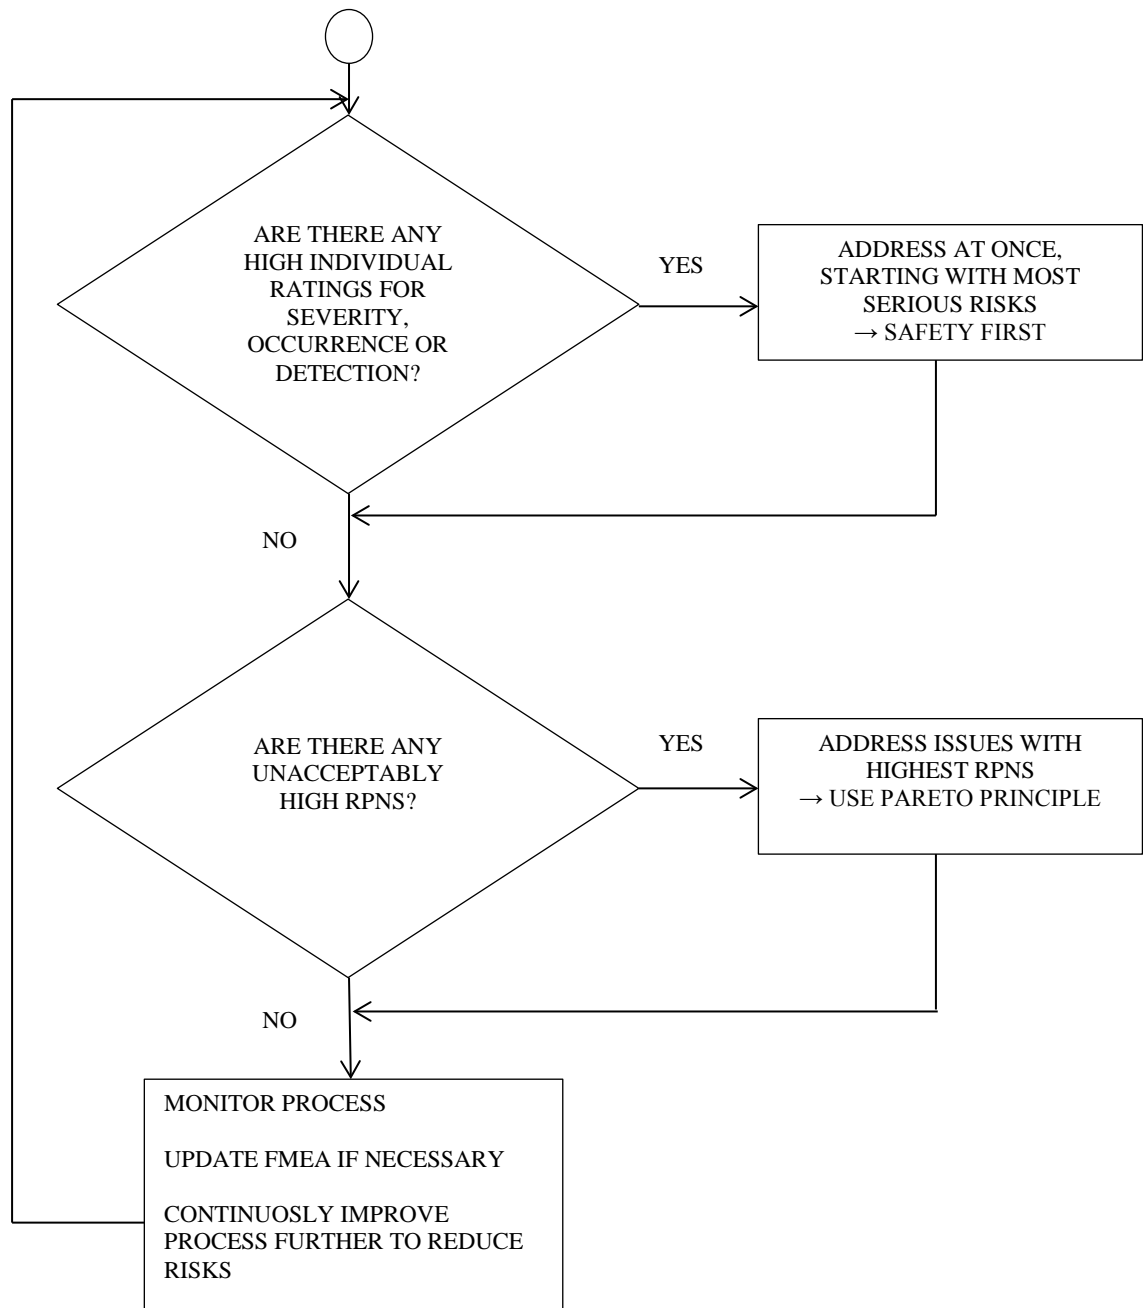 ARE THERE ANY
HIGH INDIVIDUAL
RATINGS FOR
SEVERITY,
OCCURRENCE OR
DETECTION?
YES
ADDRESS AT ONCE,
STARTING WITH MOST
SERIOUS RISKS
→ SAFETY FIRST
NO
ARE THERE ANY
UNACCEPTABLY
HIGH RPNS?
YES
ADDRESS ISSUES WITH
HIGHEST RPNS
→ USE PARETO PRINCIPLE
NO
MONITOR PROCESS
UPDATE FMEA IF NECESSARY
CONTINUOSLY IMPROVE
PROCESS FURTHER TO REDUCE
RISKS